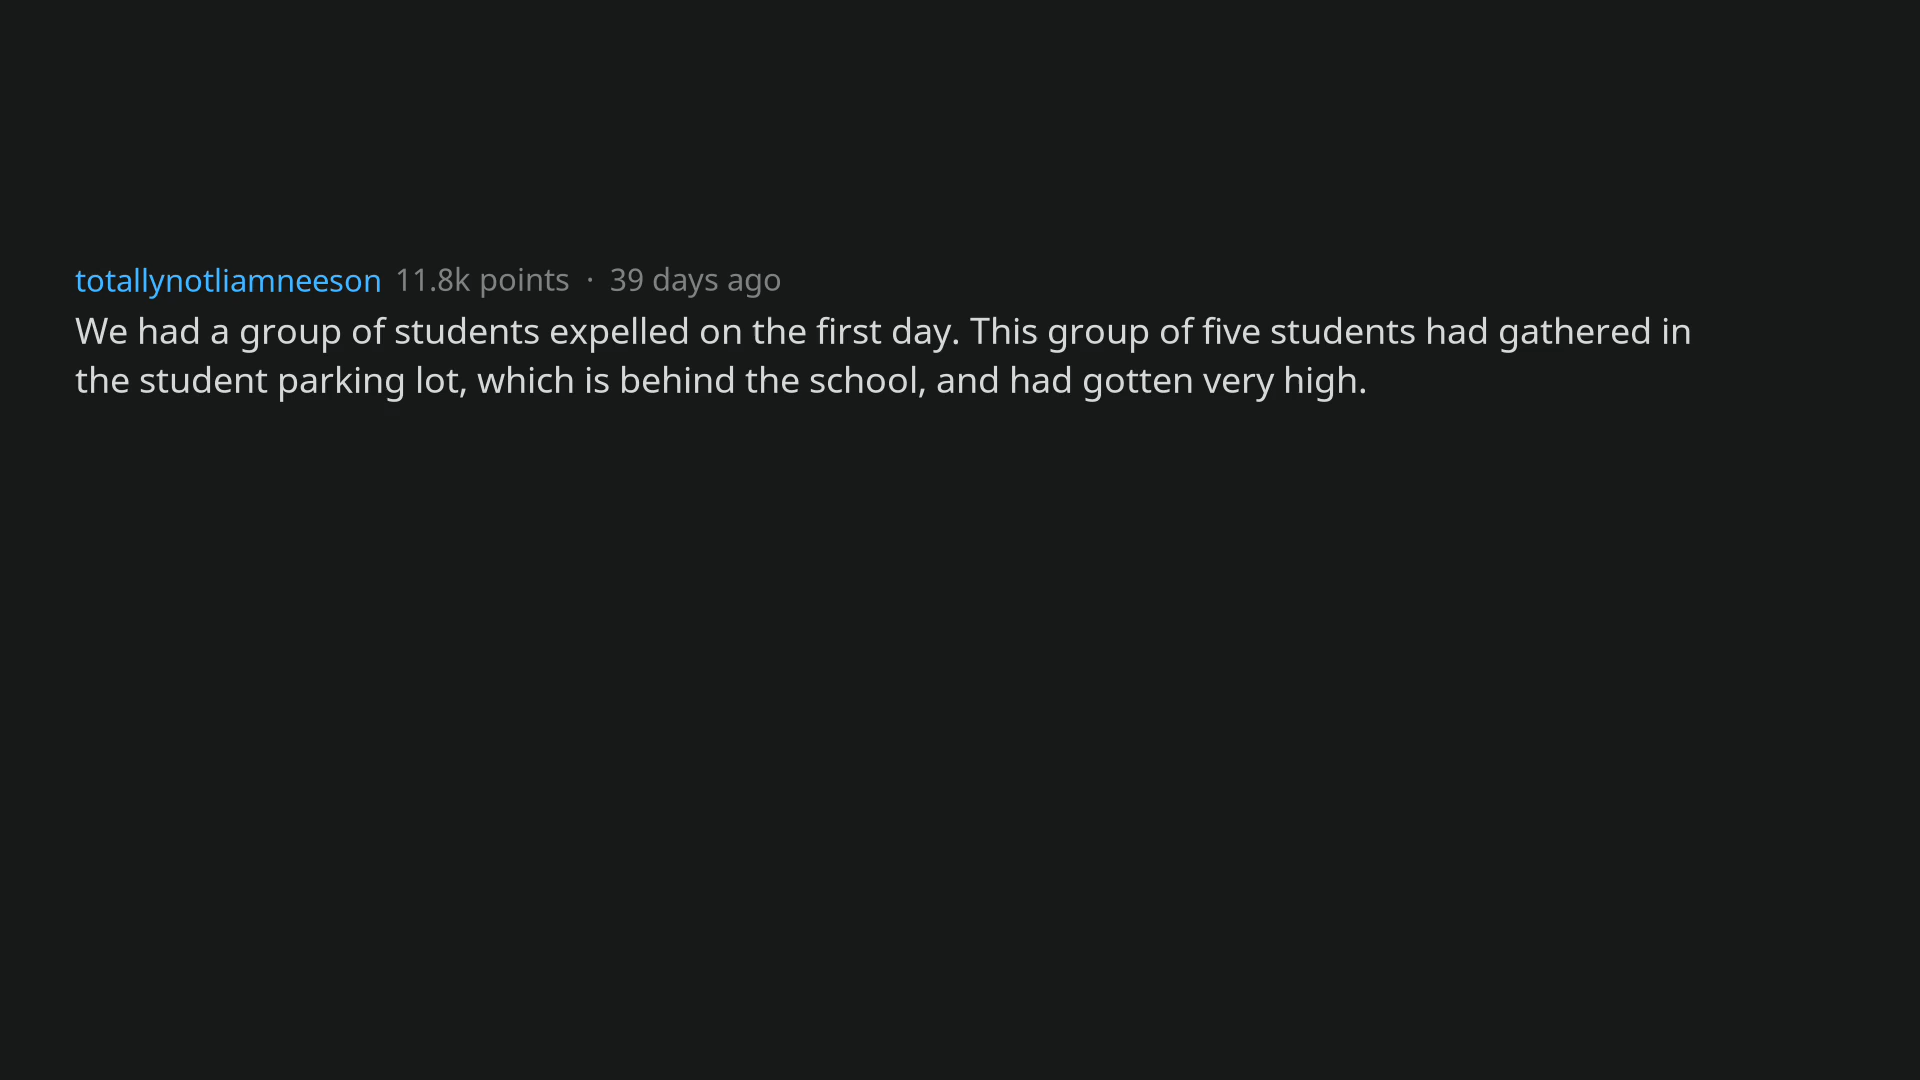 totallynotliamneeson 11.8k points · 39 days ago
We had a group of students expelled on the first day. This group of five students had gathered in
the student parking lot, which is behind the school, and had gotten very high.